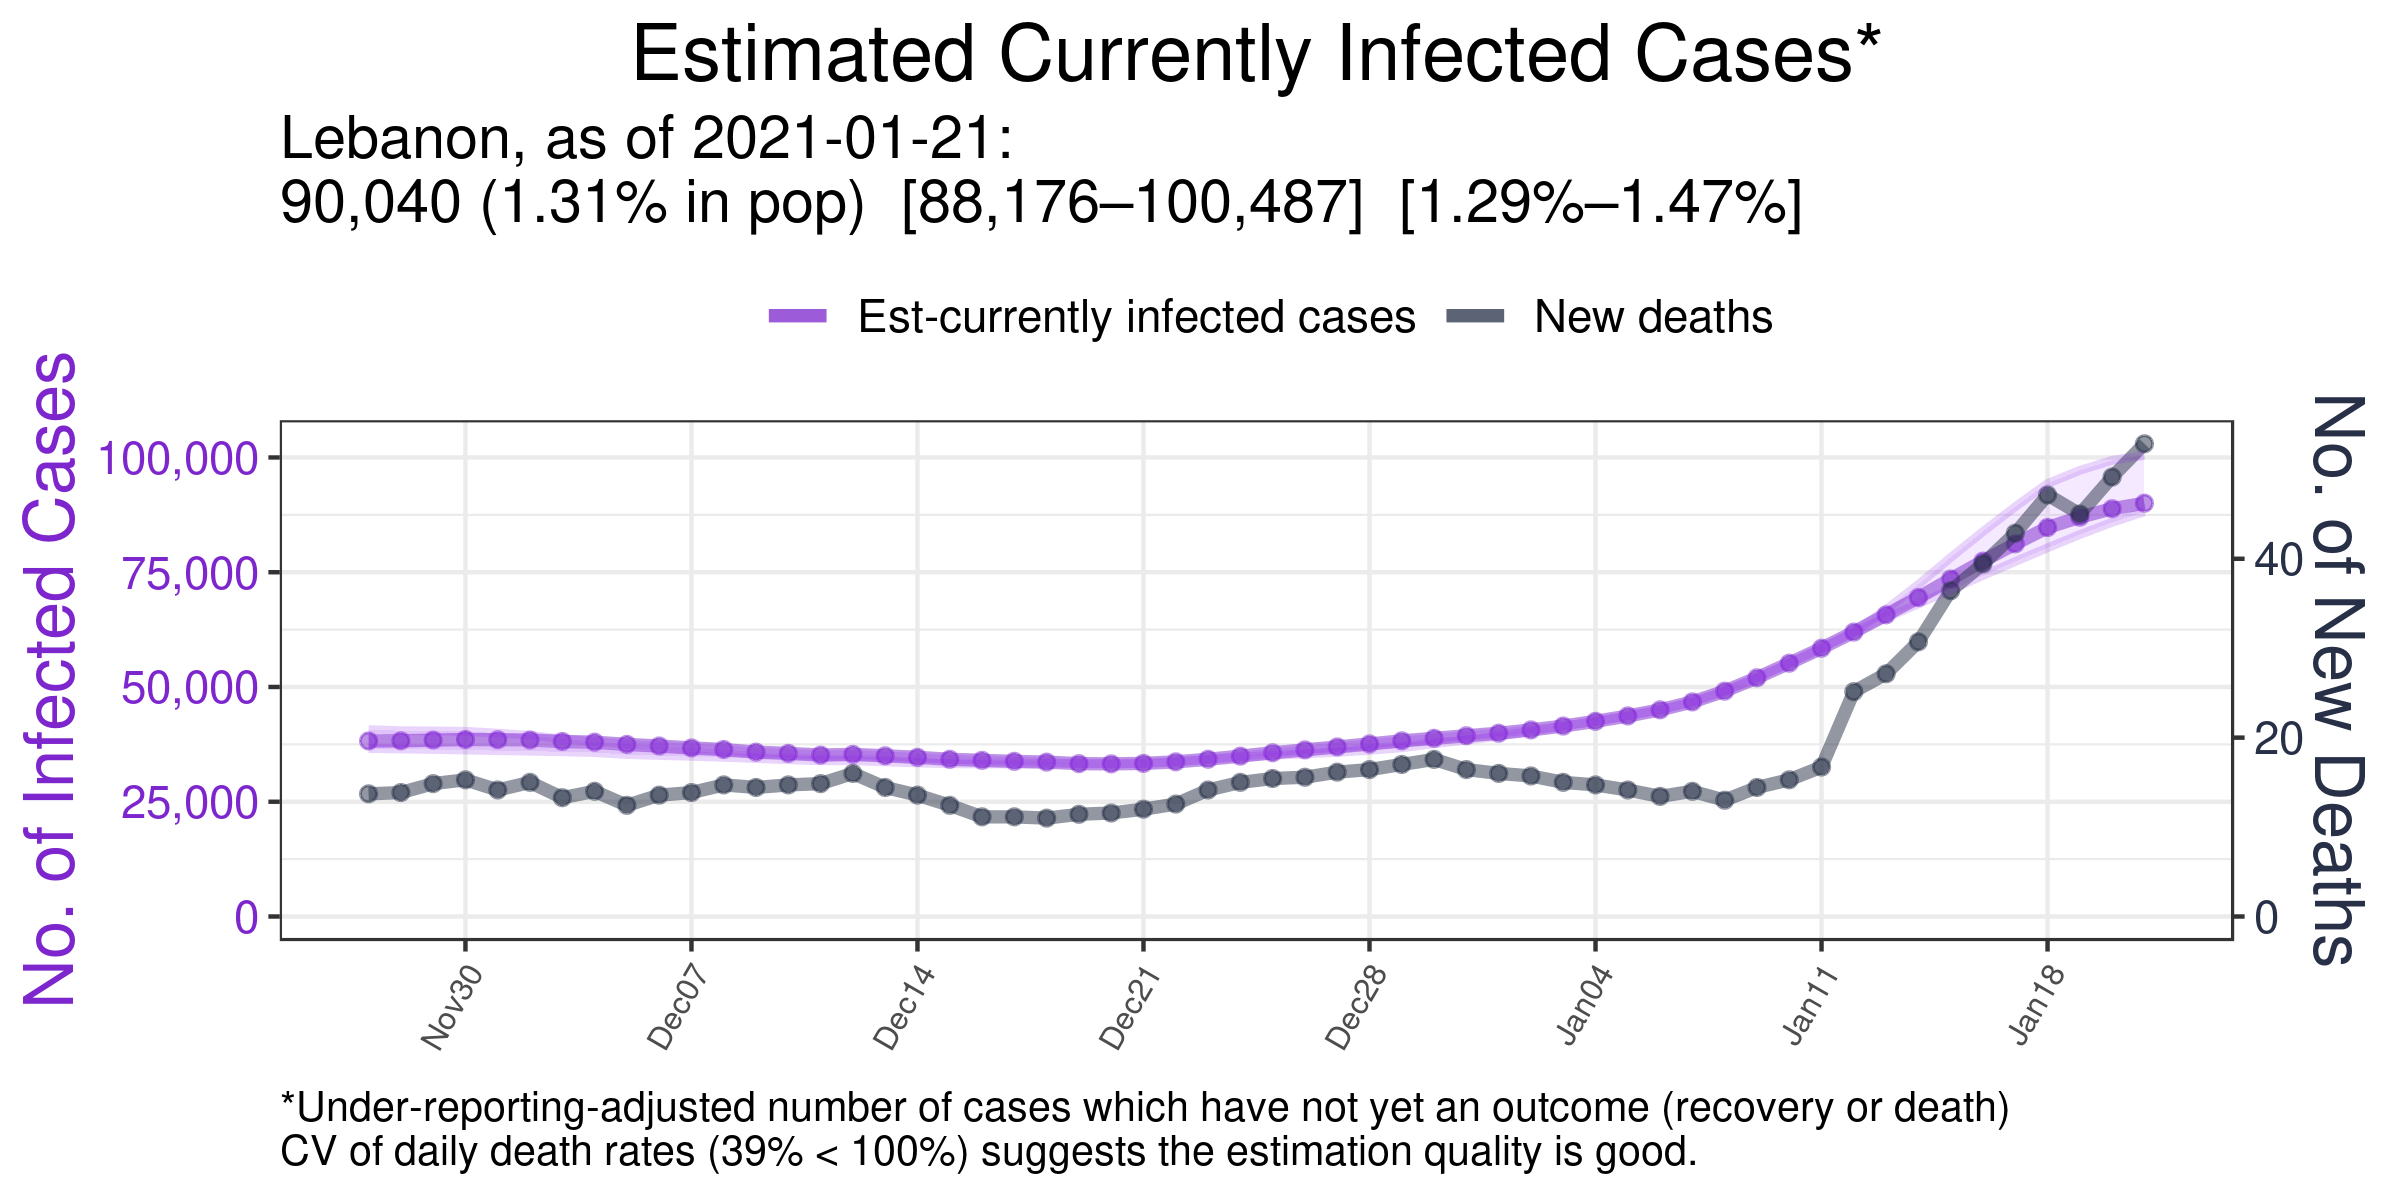 Estimated Currently Infected Cases*
Lebanon, as of 2021-01-21:
90,040 (1.31% in pop)  [88,176–100,487]  [1.29%–1.47%]
Est-currently infected cases
New deaths
No. of Infected Cases
100,000
75,000
50,000
25,000
0
No. of New Deaths
40
20
0
Nov30
Dec07
Dec14
Dec21
Dec28
Jan04
Jan11
Jan18
*Under-reporting-adjusted number of cases which have not yet an outcome (recovery or death)
CV of daily death rates (39% < 100%) suggests the estimation quality is good.